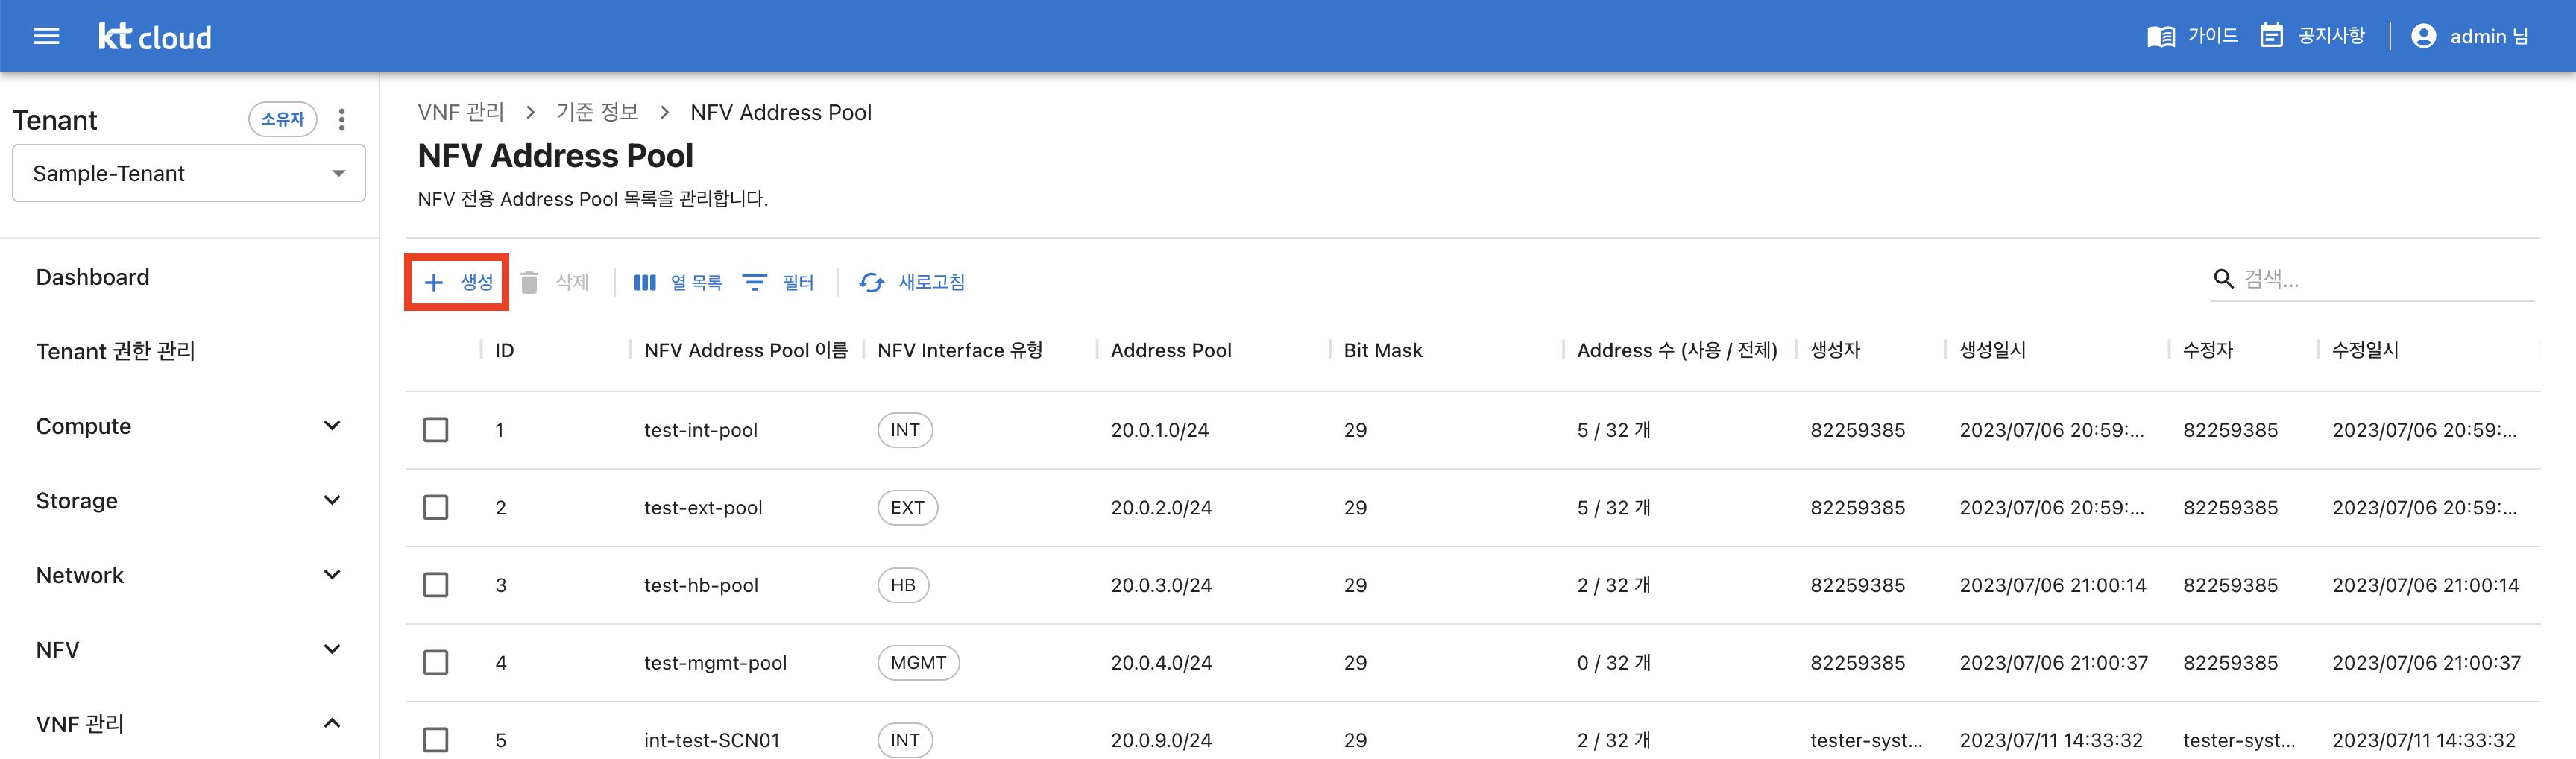 kt cloud 가이드 공지사항 admin 님
Tenant 소유자
Sample-Tenant
Dashboard
Tenant 권한 관리
Compute
Storage
Network
NFV
VNF 관리
VNF 관리 > 기준 정보 > NFV Address Pool
NFV Address Pool
NFV 전용 Address Pool 목록을 관리합니다.
생성 삭제 열 목록 필터 새로고침 검색...
ID NFV Address Pool 이름 NFV Interface 유형 Address Pool Bit Mask Address 수 (사용 / 전체) 생성자 생성일시 수정자 수정일시
1 test-int-pool INT 20.0.1.0/24 29 5 / 32 개 82259385 2023/07/06 20:59:... 82259385 2023/07/06 20:59:...
2 test-ext-pool EXT 20.0.2.0/24 29 5 / 32 개 82259385 2023/07/06 20:59:... 82259385 2023/07/06 20:59:...
3 test-hb-pool HB 20.0.3.0/24 29 2 / 32 개 82259385 2023/07/06 21:00:14 82259385 2023/07/06 21:00:14
4 test-mgmt-pool MGMT 20.0.4.0/24 29 0 / 32 개 82259385 2023/07/06 21:00:37 82259385 2023/07/06 21:00:37
5 int-test-SCN01 INT 20.0.9.0/24 29 2 / 32 개 tester-syst... 2023/07/11 14:33:32 tester-syst... 2023/07/11 14:33:32